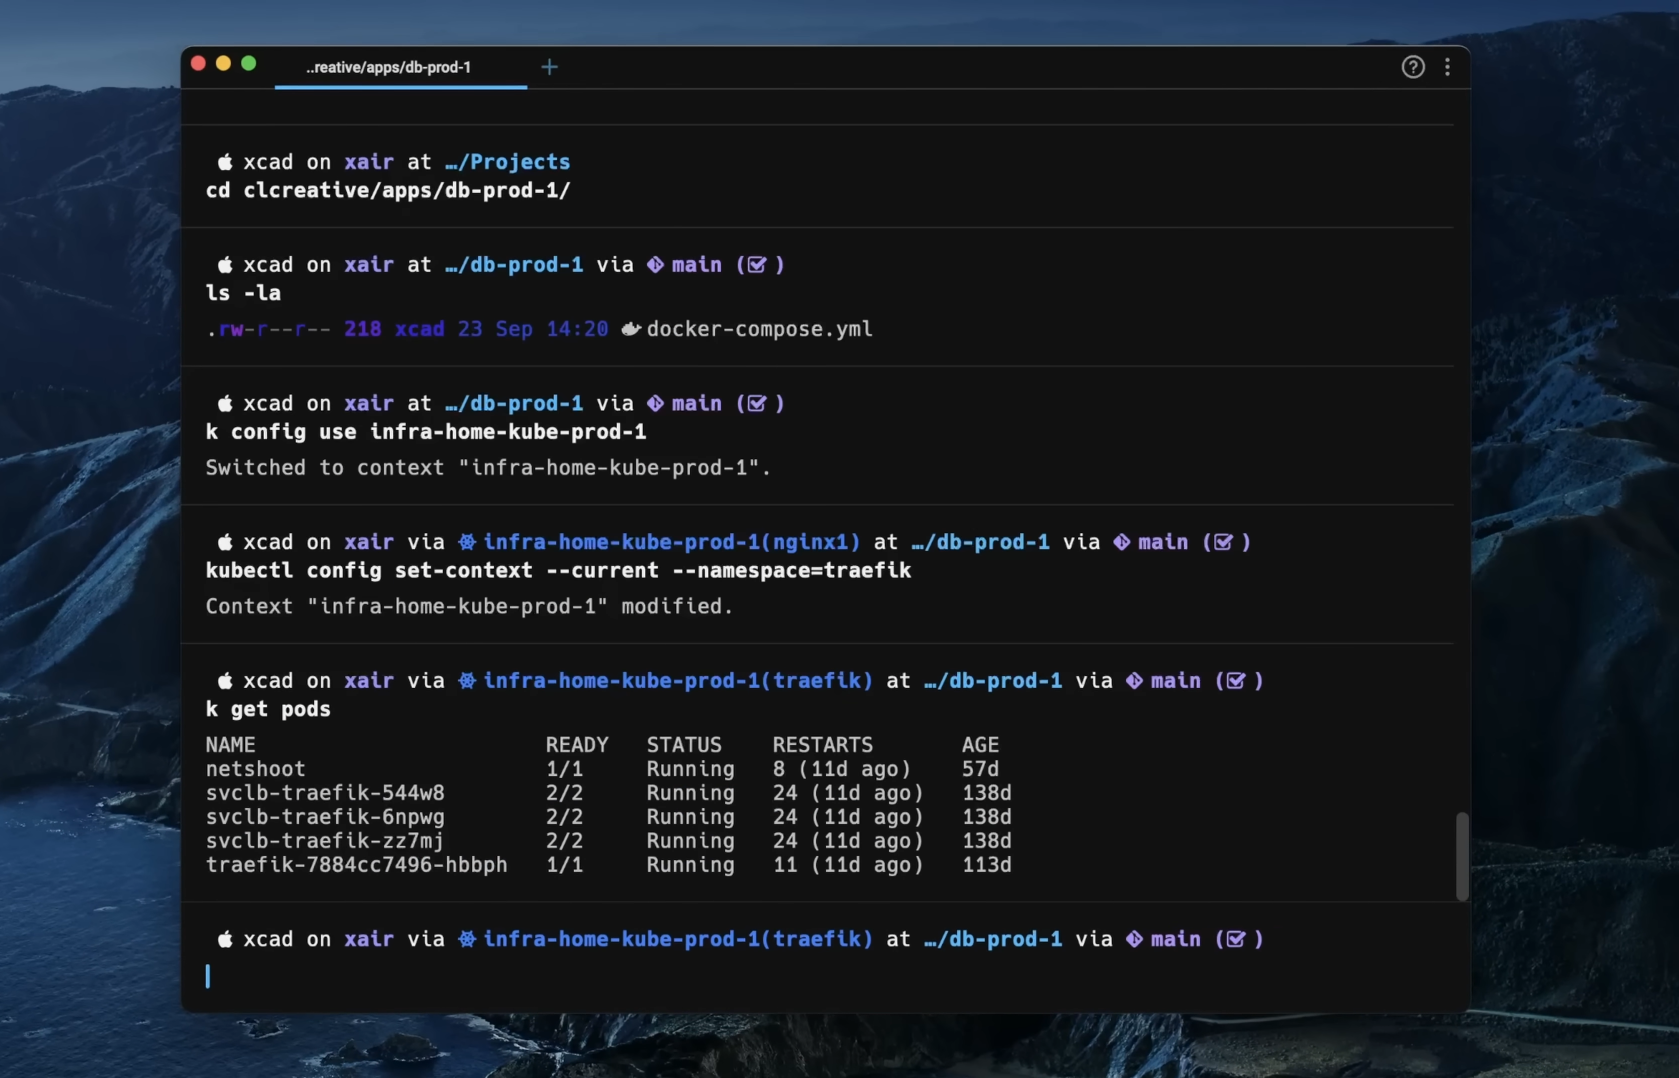 ..reative/apps/db-prod-1
xcad on xair at …/Projects
cd clcreative/apps/db-prod-1/
xcad on xair at …/db-prod-1 via main (☑ )
ls -la
.rw-r--r-- 218 xcad 23 Sep 14:20 docker-compose.yml
xcad on xair at …/db-prod-1 via main (☑ )
k config use infra-home-kube-prod-1
Switched to context "infra-home-kube-prod-1".
xcad on xair via infra-home-kube-prod-1(nginx1) at …/db-prod-1 via main (☑ )
kubectl config set-context --current --namespace=traefik
Context "infra-home-kube-prod-1" modified.
xcad on xair via infra-home-kube-prod-1(traefik) at …/db-prod-1 via main (☑ )
k get pods
NAME READY STATUS RESTARTS AGE
netshoot 1/1 Running 8 (11d ago) 57d
svclb-traefik-544w8 2/2 Running 24 (11d ago) 138d
svclb-traefik-6npwg 2/2 Running 24 (11d ago) 138d
svclb-traefik-zz7mj 2/2 Running 24 (11d ago) 138d
traefik-7884cc7496-hbbph 1/1 Running 11 (11d ago) 113d
xcad on xair via infra-home-kube-prod-1(traefik) at …/db-prod-1 via main (☑ )